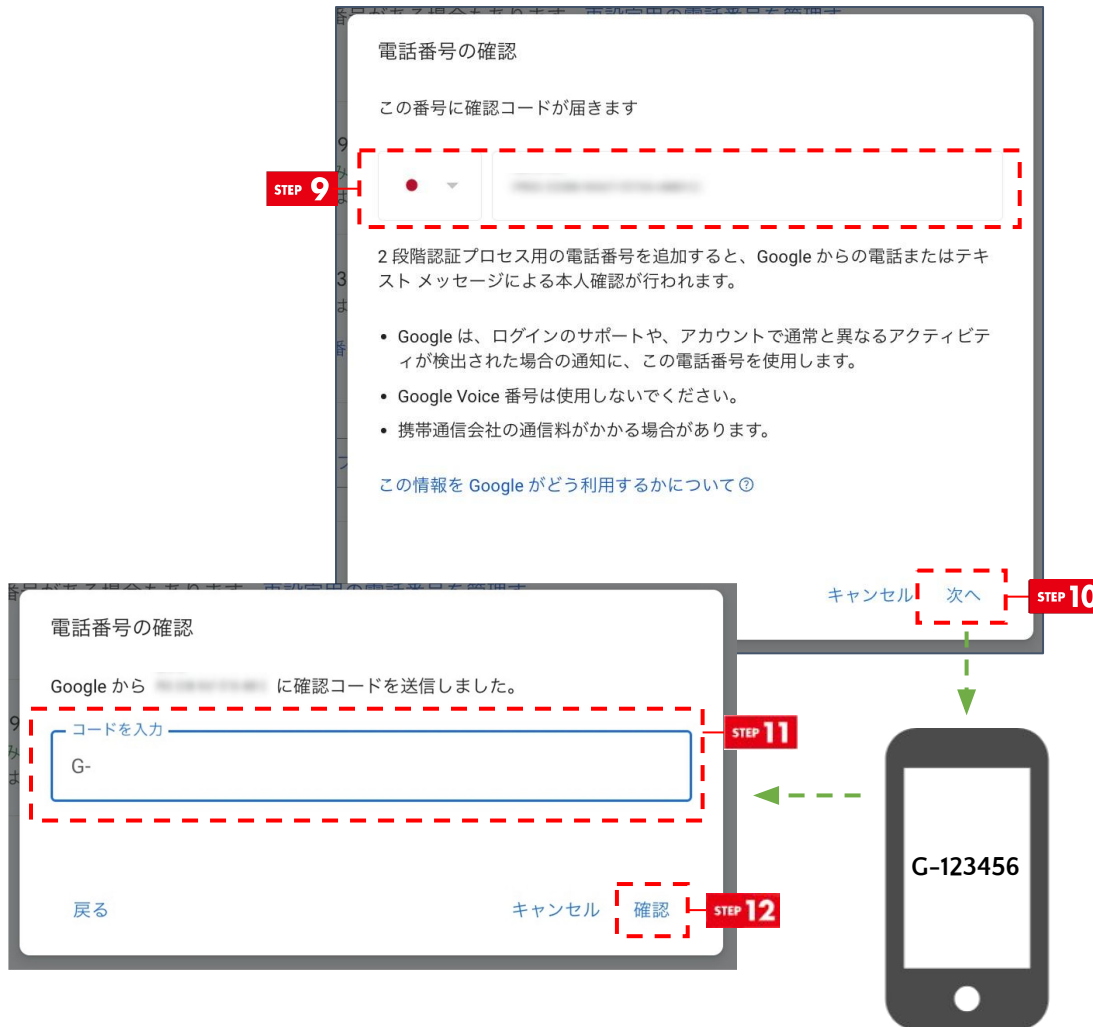 電話番号の確認
この番号に確認コードが届きます
STEP 9
2 段階認証プロセス用の電話番号を追加すると、Google からの電話またはテキ
スト メッセージによる本人確認が行われます。
• Google は、ログインのサポートや、アカウントで通常と異なるアクティビテ
ィが検出された場合の通知に、この電話番号を使用します。
• Google Voice 番号は使用しないでください。
• 携帯通信会社の通信料がかかる場合があります。
この情報を Google がどう利用するかについて
キャンセル 次へ
STEP 10
電話番号の確認
Google から に確認コードを送信しました。
コードを入力
G-
STEP 11
戻る キャンセル 確認
STEP 12
G-123456